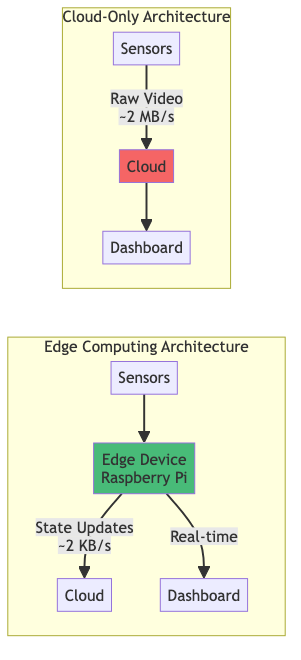 Cloud-Only Architecture
Sensors
Raw Video
~2 MB/s
Cloud
Dashboard
Edge Computing Architecture
Sensors
Edge Device
Raspberry Pi
State Updates
~2 KB/s
Real-time
Cloud
Dashboard